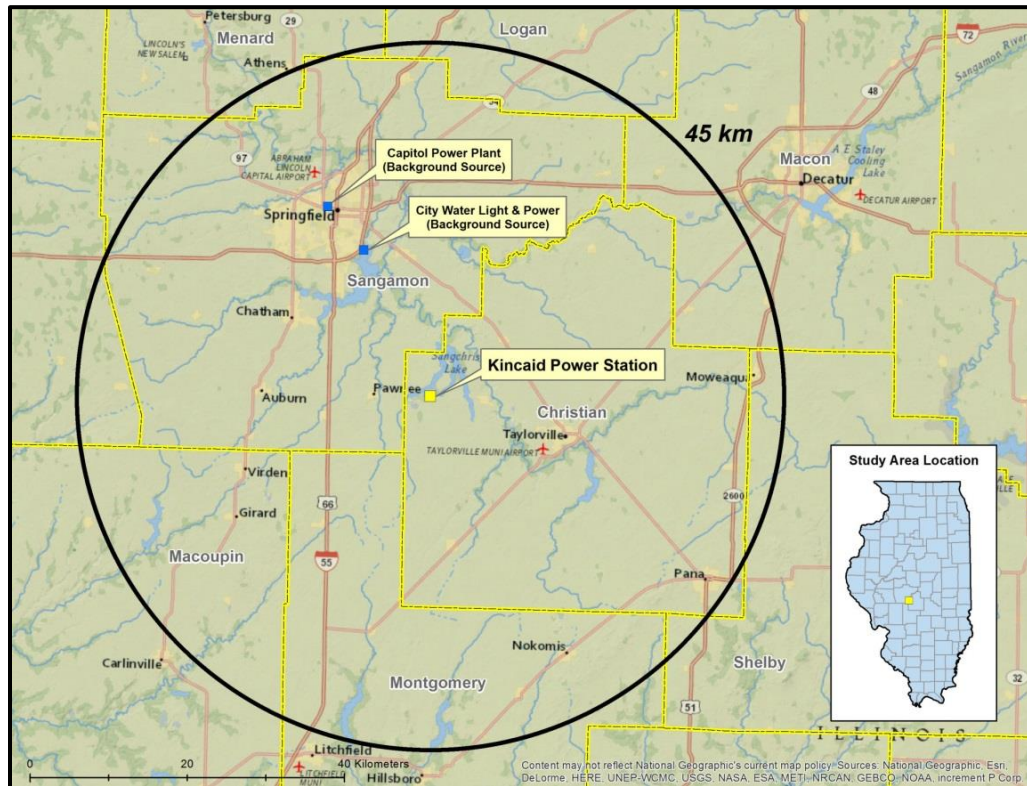 Petersburg
29
Menard
LINCOLN'S
NEW SALEM
Athens
Logan
72
Sangamon River
48
45 km
97
ABRAHAM
LINCOLN
CAPITAL AIRPORT
Capitol Power Plant
(Background Source)
Springfield
City Water Light & Power
(Background Source)
Sangamon
A E Staley
Cooling
Lake
Macon
Decatur
DECATUR AIRPORT
Chatham
Lake
Kincaid Power Station
Pawnee
Auburn
Moweaqu
Christian
Taylorville
TAYLORVILLE MUNI AIRPORT
Virden
66
Girard
2600
Macoupin
55
Pana
Study Area Location
Nokomis
Carlinville
Montgomery
Shelby
32
51
ILLINOIS
Litchfield
LITCHFIELD
MUNI
Hillsboro
0
10
20
40 Kilometers
Content may not reflect National Geographic's current map policy. Sources: National Geographic, Esri,
DeLorme, HERE, UNEP-WCMC, USGS, NASA, ESA, METI, NRCAN, GEBCO, NOAA, increment P Corp.